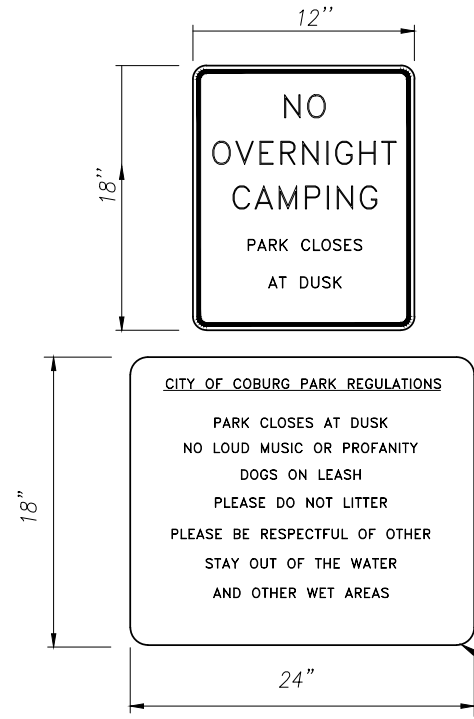 12"
18"
NO
OVERNIGHT
CAMPING
PARK CLOSES
AT DUSK
18"
CITY OF COBURG PARK REGULATIONS
PARK CLOSES AT DUSK
NO LOUD MUSIC OR PROFANITY
DOGS ON LEASH
PLEASE DO NOT LITTER
PLEASE BE RESPECTFUL OF OTHER
STAY OUT OF THE WATER
AND OTHER WET AREAS
24"